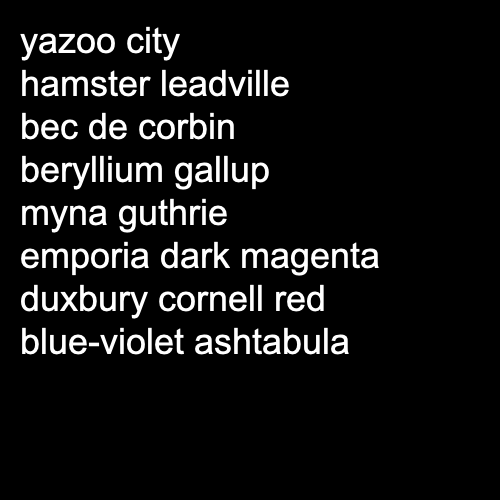 yazoo city
hamster leadville
bec de corbin
beryllium gallup
myna guthrie
emporia dark magenta
duxbury cornell red
blue-violet ashtabula